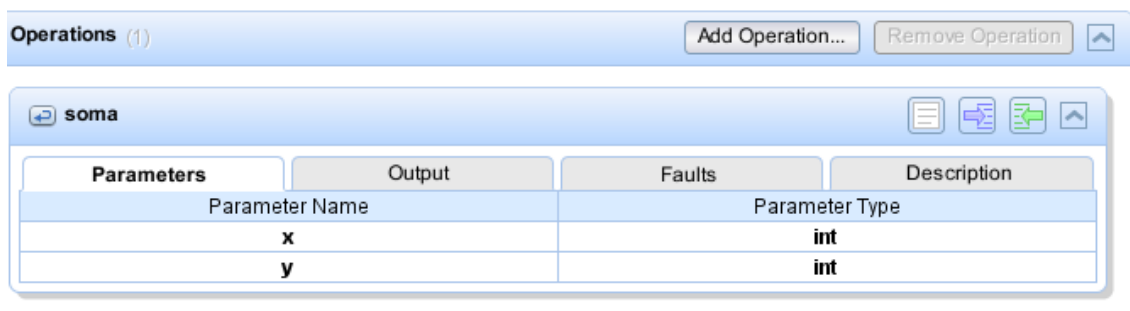 Operations (1) Add Operation... Remove Operation
soma
Parameters Output Faults Description
Parameter Name Parameter Type
x int
y int